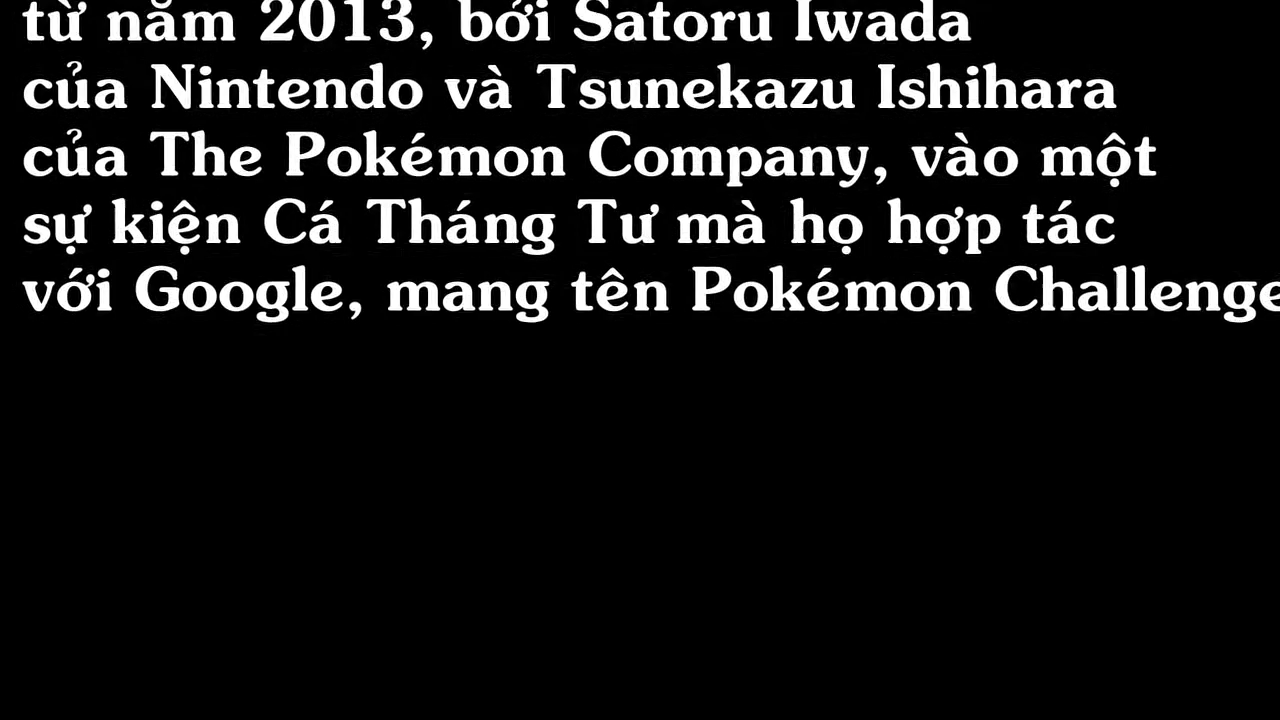 từ năm 2013, bởi Satoru Iwada
của Nintendo và Tsunekazu Ishihara
của The Pokémon Company, vào một
sự kiện Cá Tháng Tư mà họ hợp tác
với Google, mang tên Pokémon Challenge